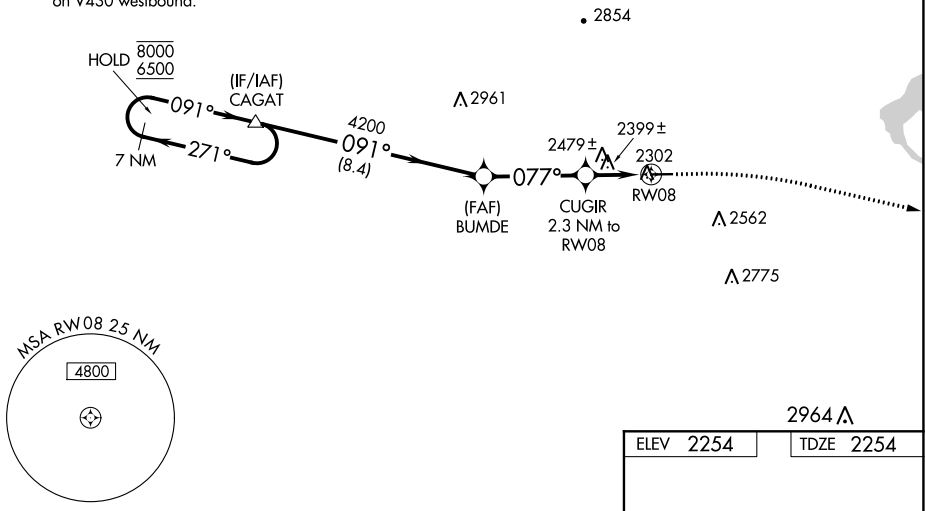 on V430 westbound.
2854
HOLD 8000
6500
(IF/IAF)
CAGAT
091°
271°
7 NM
4200
091°
(8.4)
2961
2479±
2399±
2302
077°
RW08
(FAF)
BUMDE
CUGIR
2.3 NM to
RW08
2562
2775
MSA RW08 25 NM
4800
2964
ELEV 2254
TDZE 2254